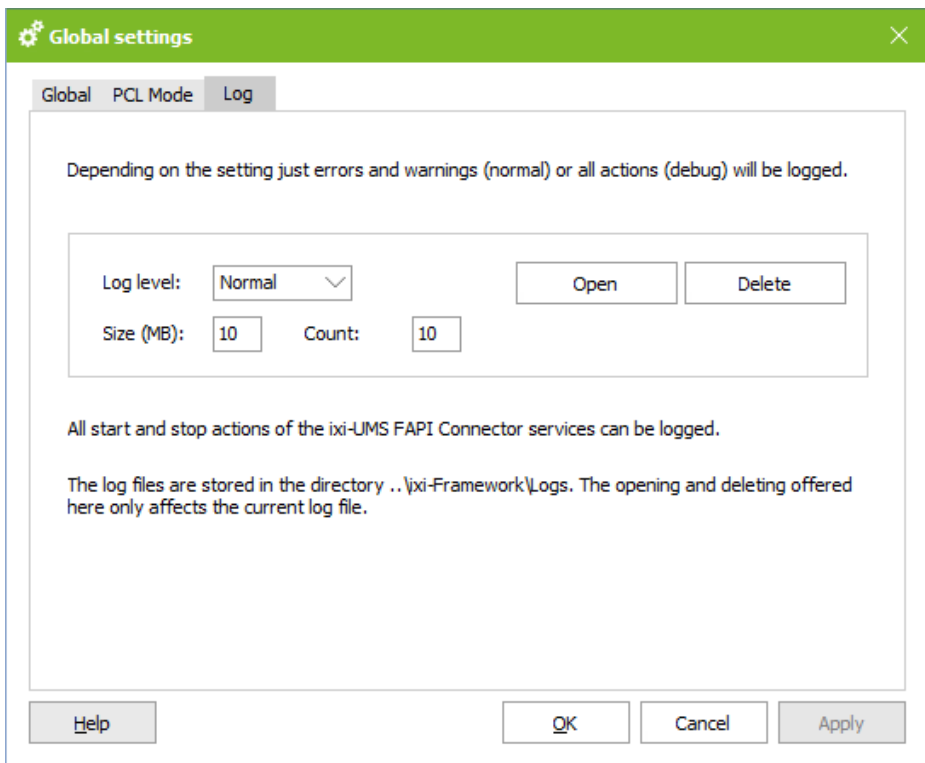 Global settings
Global PCL Mode Log
Depending on the setting just errors and warnings (normal) or all actions (debug) will be logged.
Log level: Normal Open Delete
Size (MB): 10 Count: 10
All start and stop actions of the ixi-UMS FAPI Connector services can be logged.
The log files are stored in the directory ..\ixi-Framework\Logs. The opening and deleting offered
here only affects the current log file.
Help OK Cancel Apply